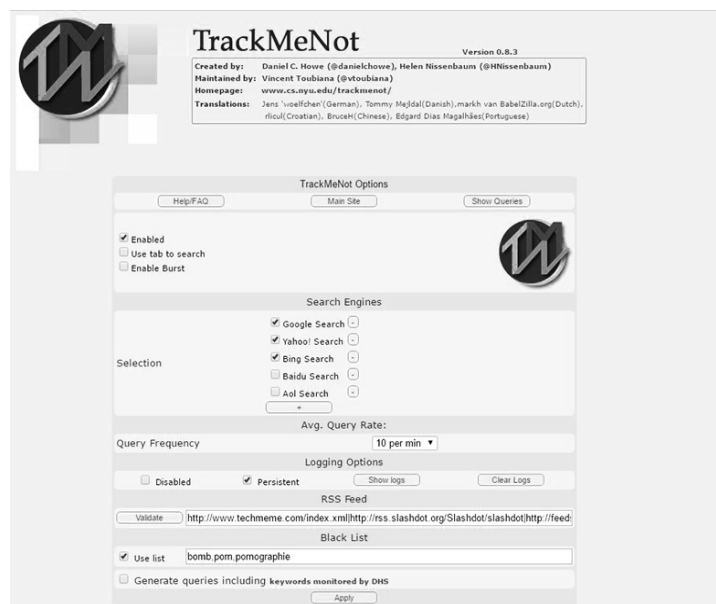 TMN
TrackMeNot
Version 0.8.3
Created by: Daniel C. Howe (@danielchowe), Helen Nissenbaum (@HNissenbaum)
Maintained by: Vincent Toubiana (@vtoubiana)
Homepage: www.cs.nyu.edu/trackmenot/
Translations: Jens 'woelfchen'(German), Tommy Mejldal(Danish),markh van BabelZilla.org(Dutch),
rlicul(Croatian), BruceH(Chinese), Edgard Dias Magalhães(Portuguese)
TrackMeNot Options
Help/FAQ Main Site Show Queries
Enabled
Use tab to search
Enable Burst
TMN
Search Engines
Selection
Google Search -
Yahoo! Search -
Bing Search -
Baidu Search -
Aol Search -
+
Avg. Query Rate:
Query Frequency 10 per min
Logging Options
Disabled Persistent Show logs Clear Logs
RSS Feed
Validate http://www.techmeme.com/index.xml|http://rss.slashdot.org/Slashdot/slashdot|http://feeds
Black List
Use list bomb,porn,pornographie
Generate queries including keywords monitored by DHS
Apply